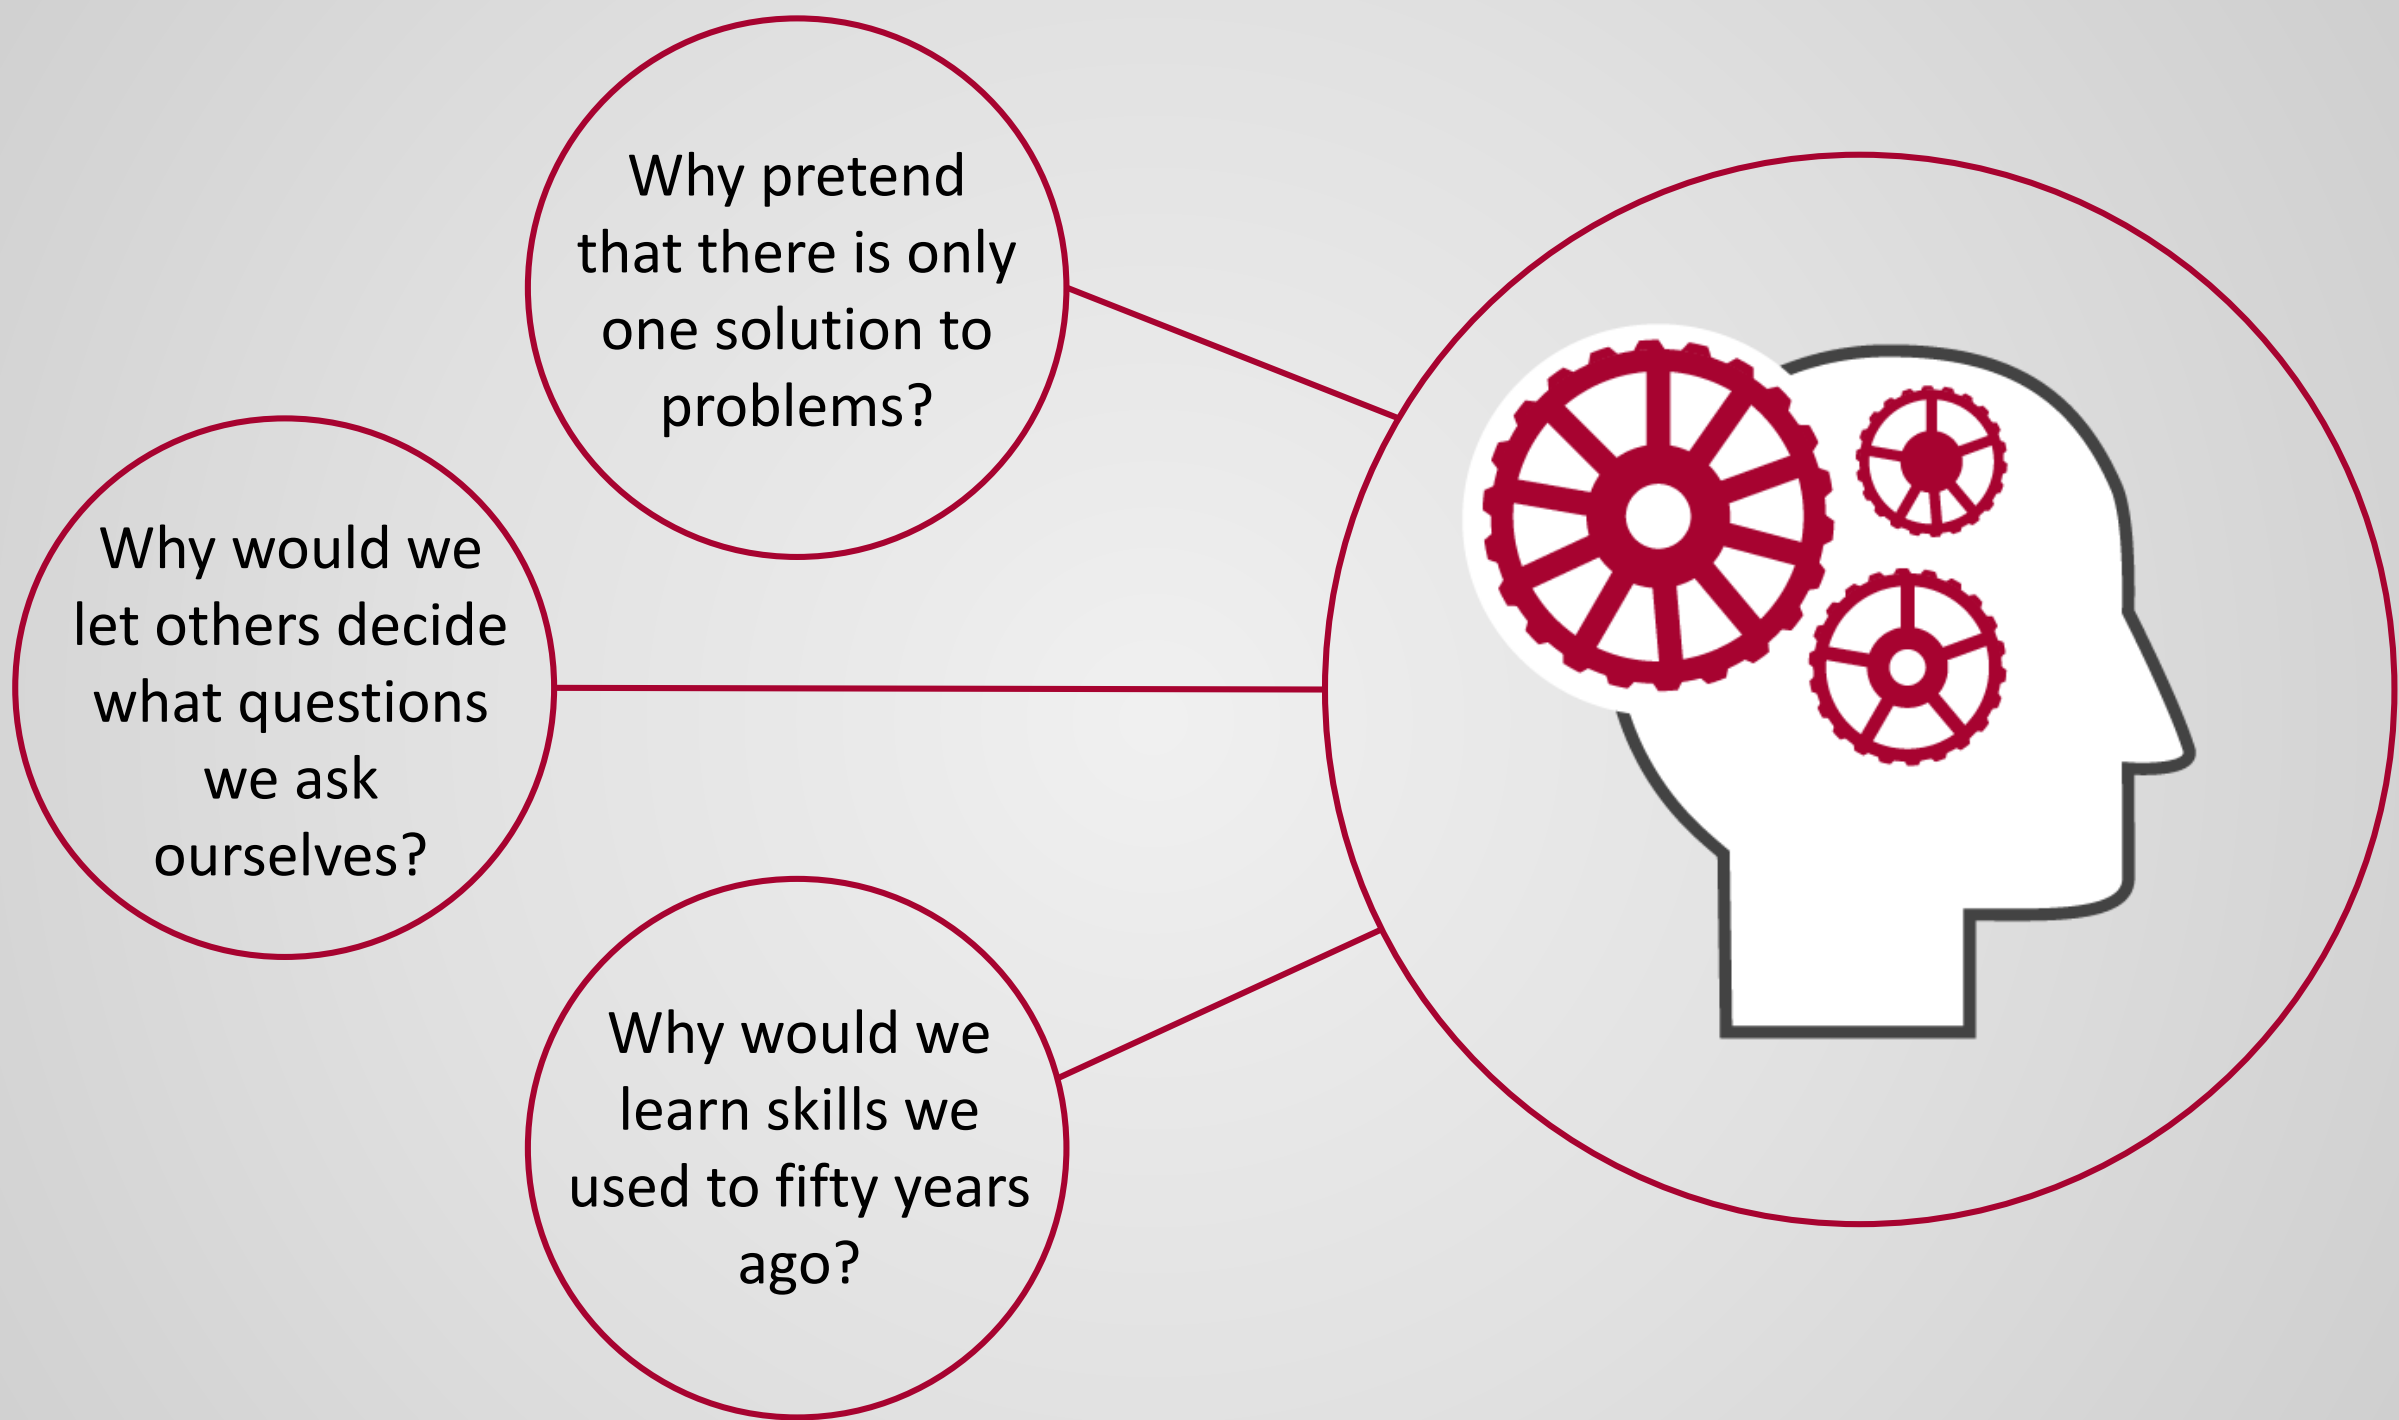 Why pretend
that there is only
one solution to
problems?
Why would we
let others decide
what questions
we ask
ourselves?
Why would we
learn skills we
used to fifty years
ago?